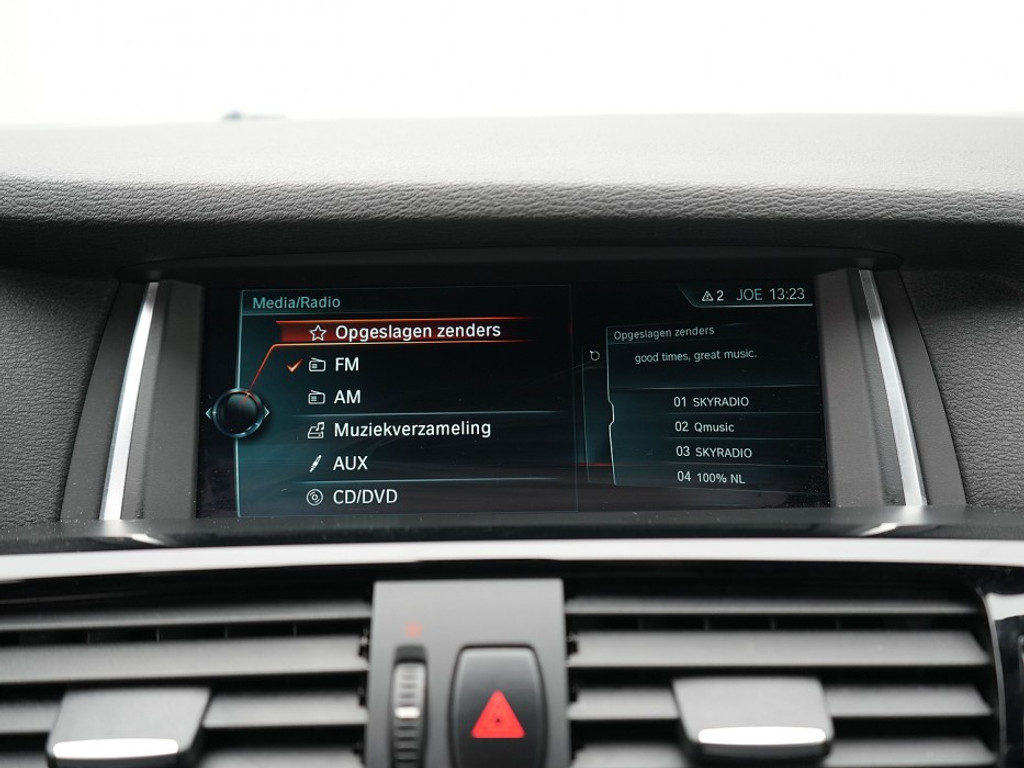 Media/Radio
2 JOE 13:23
Opgeslagen zenders
FM
AM
Muziekverzameling
AUX
CD/DVD
Opgeslagen zenders
good times, great music.
01 SKYRADIO
02 Qmusic
03 SKYRADIO
04 100% NL